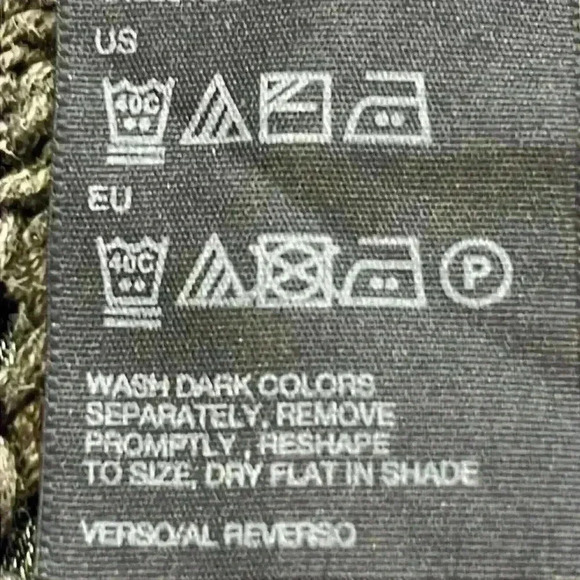 US
40C
EU
40C
P
WASH DARK COLORS
SEPARATELY, REMOVE
PROMPTLY, RESHAPE
TO SIZE, DRY FLAT IN SHADE
VERSO/AL REVERSO